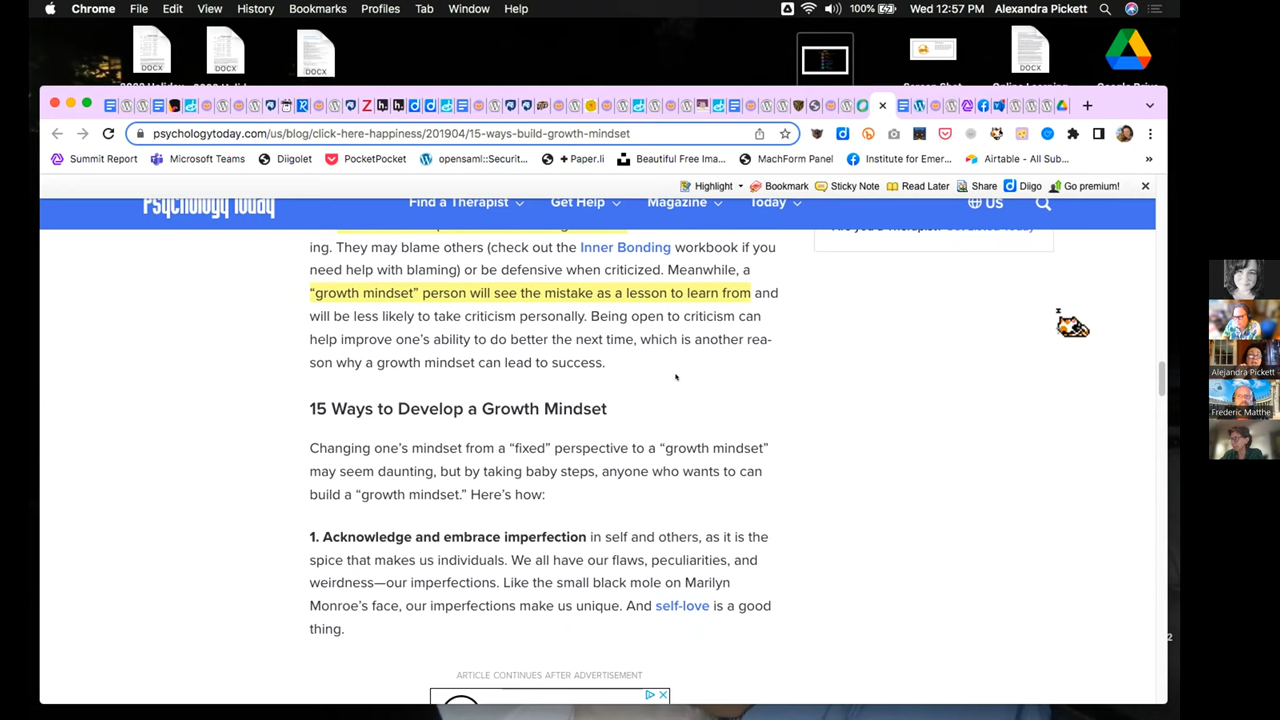 Chrome File Edit View History Bookmarks Profiles Tab Window Help 100% Wed 12:57 PM Alexandra Pickett
DOCX DOCX DOCX
psychologytoday.com/us/blog/click-here-happiness/201904/15-ways-build-growth-mindset
Summit Report Microsoft Teams Diigolet PocketPocket opensaml::Securit... + Paper.li Beautiful Free Ima... MachForm Panel Institute for Emer... Airtable - All Sub... »
Highlight Bookmark Sticky Note Read Later Share Diigo Go premium!
Psychology Today Find a Therapist Get Help Magazine Today US
ing. They may blame others (check out the Inner Bonding workbook if you
need help with blaming) or be defensive when criticized. Meanwhile, a
“growth mindset” person will see the mistake as a lesson to learn from and
will be less likely to take criticism personally. Being open to criticism can
help improve one’s ability to do better the next time, which is another rea-
son why a growth mindset can lead to success.
15 Ways to Develop a Growth Mindset
Changing one’s mindset from a “fixed” perspective to a “growth mindset”
may seem daunting, but by taking baby steps, anyone who wants to can
build a “growth mindset.” Here’s how:
1. Acknowledge and embrace imperfection in self and others, as it is the
spice that makes us individuals. We all have our flaws, peculiarities, and
weirdness—our imperfections. Like the small black mole on Marilyn
Monroe’s face, our imperfections make us unique. And self-love is a good
thing.
ARTICLE CONTINUES AFTER ADVERTISEMENT
Alejandra Pickett
Frederic Matthe